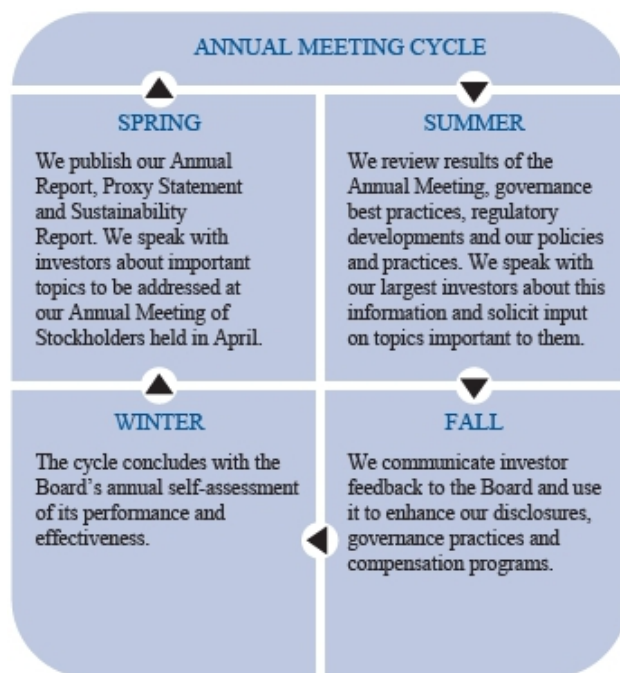 ANNUAL MEETING CYCLE
SPRING
We publish our Annual
Report, Proxy Statement
and Sustainability
Report. We speak with
investors about important
topics to be addressed at
our Annual Meeting of
Stockholders held in April.
SUMMER
We review results of the
Annual Meeting, governance
best practices, regulatory
developments and our policies
and practices. We speak with
our largest investors about this
information and solicit input
on topics important to them.
WINTER
The cycle concludes with the
Board’s annual self-assessment
of its performance and
effectiveness.
FALL
We communicate investor
feedback to the Board and use
it to enhance our disclosures,
governance practices and
compensation programs.